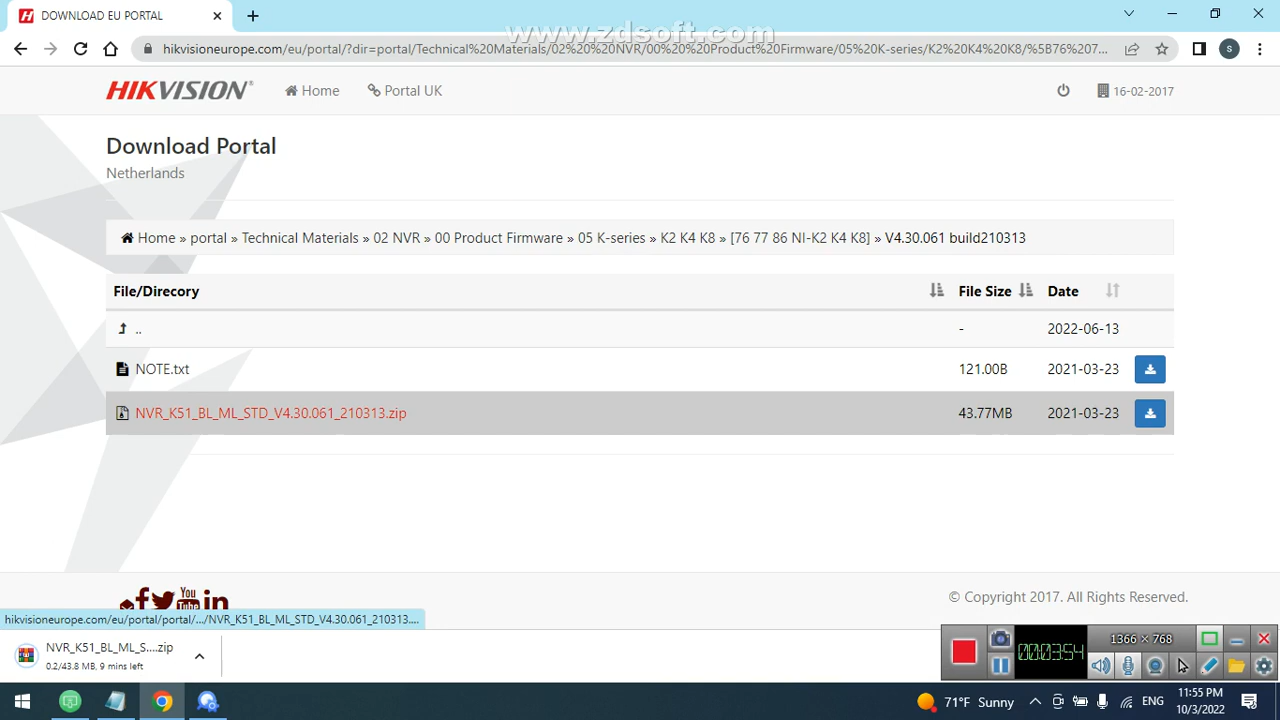 DOWNLOAD EU PORTAL
www.zdsoft.com
hikvisioneurope.com/eu/portal/?dir=portal/Technical%20Materials/02%20%20NVR/00%20%20Product%20Firmware/05%20K-series/K2%20K4%20K8/%5B76%207...
S
HIKVISION®
Home
Portal UK
16-02-2017
Download Portal
Netherlands
Home » portal » Technical Materials » 02 NVR » 00 Product Firmware » 05 K-series » K2 K4 K8 » [76 77 86 NI-K2 K4 K8] » V4.30.061 build210313
File/Direcory File Size Date
.. - 2022-06-13
NOTE.txt 121.00B 2021-03-23
NVR_K51_BL_ML_STD_V4.30.061_210313.zip 43.77MB 2021-03-23
You
© Copyright 2017. All Rights Reserved.
hikvisioneurope.com/eu/portal/portal/.../NVR_K51_BL_ML_STD_V4.30.061_210313....
NVR_K51_BL_ML_S....zip
0.2/43.8 MB, 9 mins left
00:03:54
1366 × 768
71°F Sunny
ENG
11:55 PM
10/3/2022